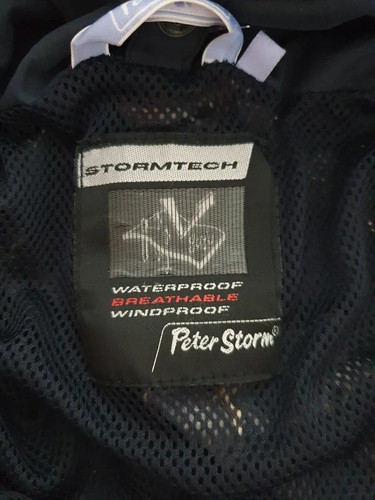 STORMTECH
WATERPROOF
BREATHABLE
WINDPROOF
Peter Storm®